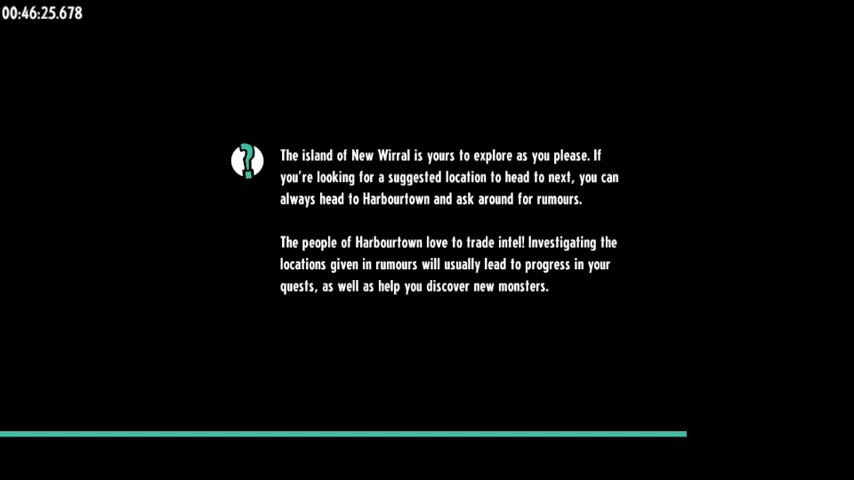 00:46:25.678
The island of New Wirral is yours to explore as you please. If
you're looking for a suggested location to head to next, you can
always head to Harbourtown and ask around for rumours.
The people of Harbourtown love to trade intel! Investigating the
locations given in rumours will usually lead to progress in your
quests, as well as help you discover new monsters.